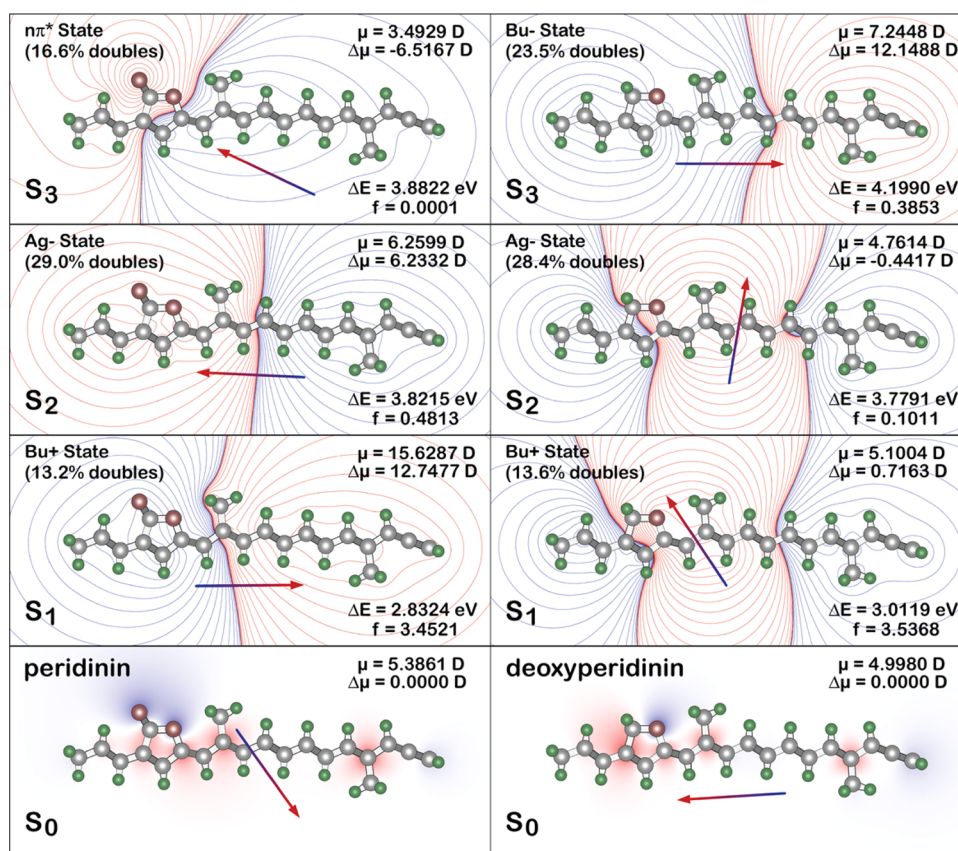 nπ* State
(16.6% doubles)
μ = 3.4929 D
Δμ = -6.5167 D
S3
ΔE = 3.8822 eV
f = 0.0001
Bu- State
(23.5% doubles)
μ = 7.2448 D
Δμ = 12.1488 D
S3
ΔE = 4.1990 eV
f = 0.3853
Ag- State
(29.0% doubles)
μ = 6.2599 D
Δμ = 6.2332 D
S2
ΔE = 3.8215 eV
f = 0.4813
Ag- State
(28.4% doubles)
μ = 4.7614 D
Δμ = -0.4417 D
S2
ΔE = 3.7791 eV
f = 0.1011
Bu+ State
(13.2% doubles)
μ = 15.6287 D
Δμ = 12.7477 D
S1
ΔE = 2.8324 eV
f = 3.4521
Bu+ State
(13.6% doubles)
μ = 5.1004 D
Δμ = 0.7163 D
S1
ΔE = 3.0119 eV
f = 3.5368
peridinin
μ = 5.3861 D
Δμ = 0.0000 D
S0
deoxyperidinin
μ = 4.9980 D
Δμ = 0.0000 D
S0